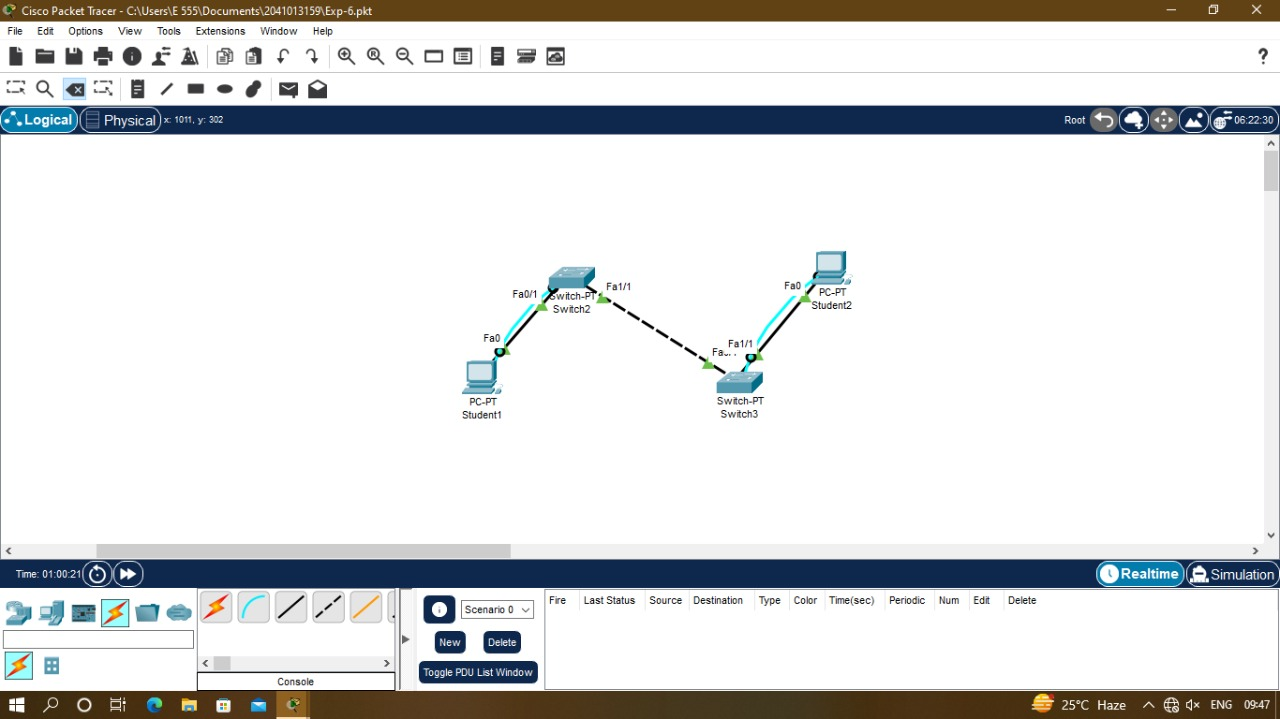 Cisco Packet Tracer - C:\Users\E 555\Documents\2041013159\Exp-6.pkt
File Edit Options View Tools Extensions Window Help
Logical Physical x: 1011, y: 302 Root 06:22:30
Fa0/1
Switch-PT
Switch2
Fa1/1
Fa0
PC-PT
Student1
Fa0
PC-PT
Student2
Fa1/1
Switch-PT
Switch3
Time: 01:00:21 Realtime Simulation
Scenario 0
New Delete
Toggle PDU List Window
Fire Last Status Source Destination Type Color Time(sec) Periodic Num Edit Delete
Console
25°C Haze ENG 09:47